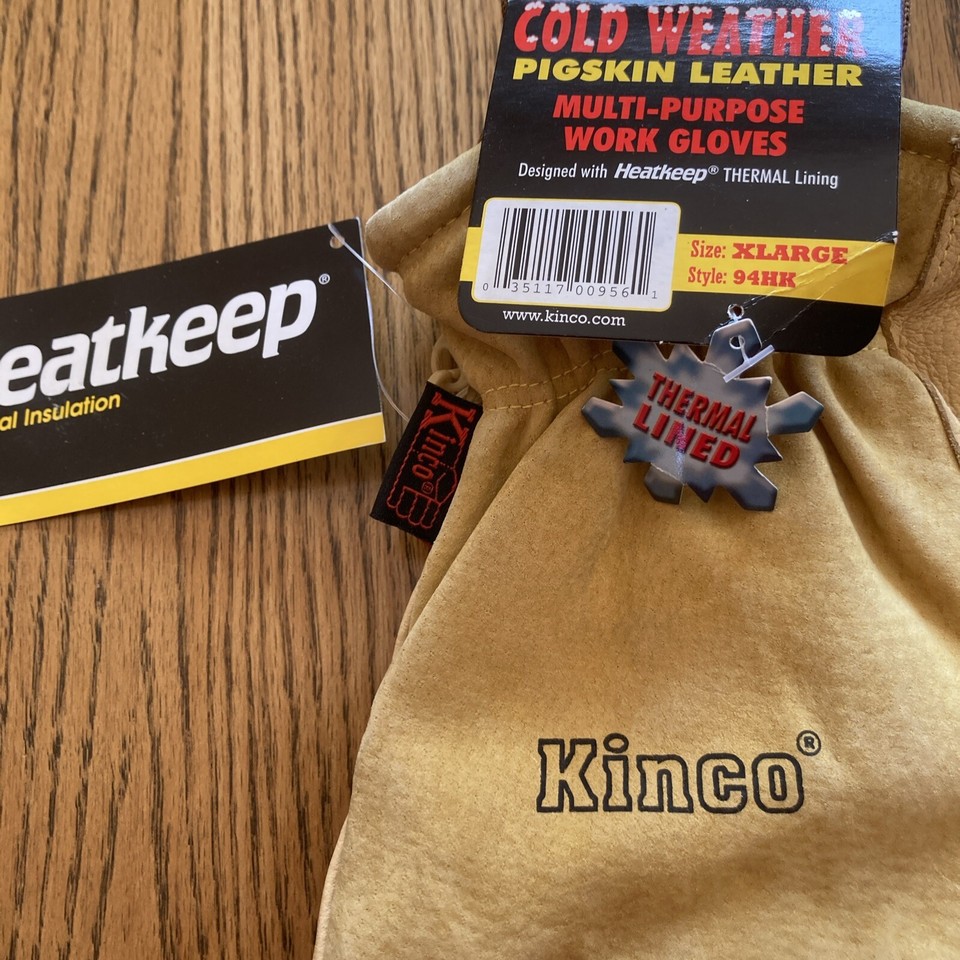 COLD WEATHER
PIGSKIN LEATHER
MULTI-PURPOSE
WORK GLOVES
Designed with Heatkeep® THERMAL Lining
0 35117 00956 1
Size: XLARGE
Style: 94HK
www.kinco.com
eatkeep®
al Insulation
Kinco®
THERMAL
LINED
Kinco®